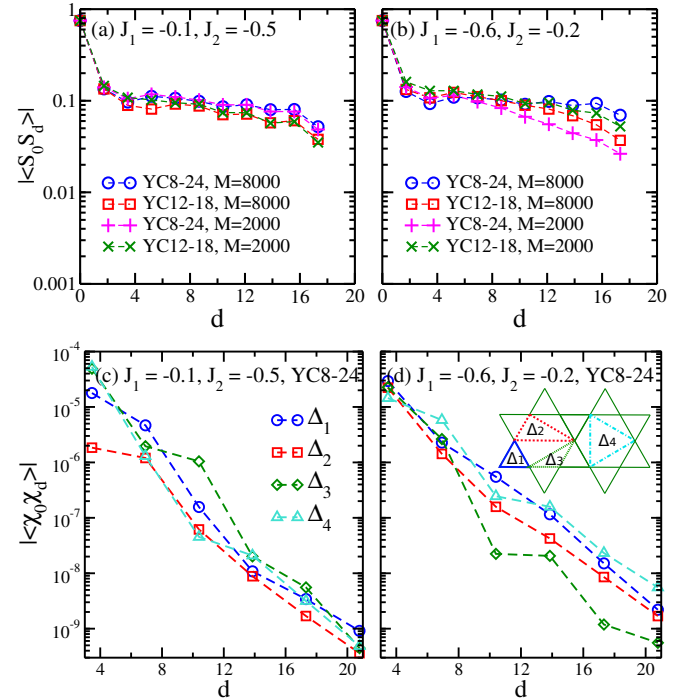 (a) J₁ = -0.1, J₂ = -0.5
(b) J₁ = -0.6, J₂ = -0.2
1
0.1
0.01
0.001
|<S₀S_d>|
YC8-24, M=8000
YC12-18, M=8000
YC8-24, M=2000
YC12-18, M=2000
YC8-24, M=8000
YC12-18, M=8000
YC8-24, M=2000
YC12-18, M=2000
0 4 8 12 16 20
0 4 8 12 16 20
d
d
(c) J₁ = -0.1, J₂ = -0.5, YC8-24
(d) J₁ = -0.6, J₂ = -0.2, YC8-24
10⁻⁴
10⁻⁵
10⁻⁶
10⁻⁷
10⁻⁸
10⁻⁹
|<χ₀χ_d>|
Δ₁
Δ₂
Δ₃
Δ₄
Δ₂
Δ₄
Δ₁
Δ₃
4 8 12 16 20
4 8 12 16 20
d
d